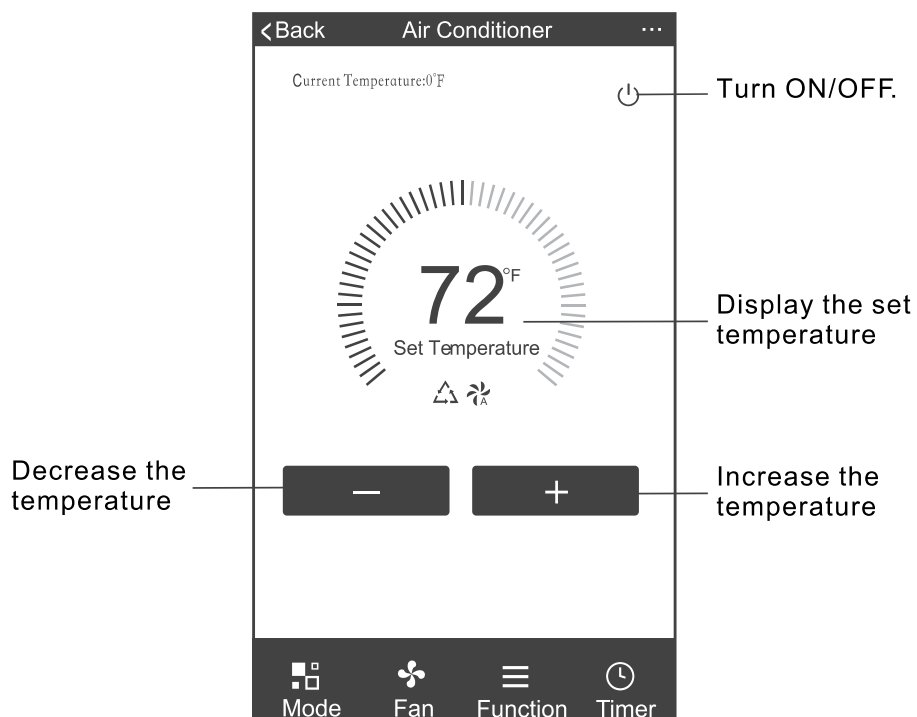 Back Air Conditioner ...
Current Temperature:0°F
Turn ON/OFF.
72°F
Set Temperature
Display the set
temperature
A
Decrease the
temperature
— +
Increase the
temperature
Mode Fan Function Timer